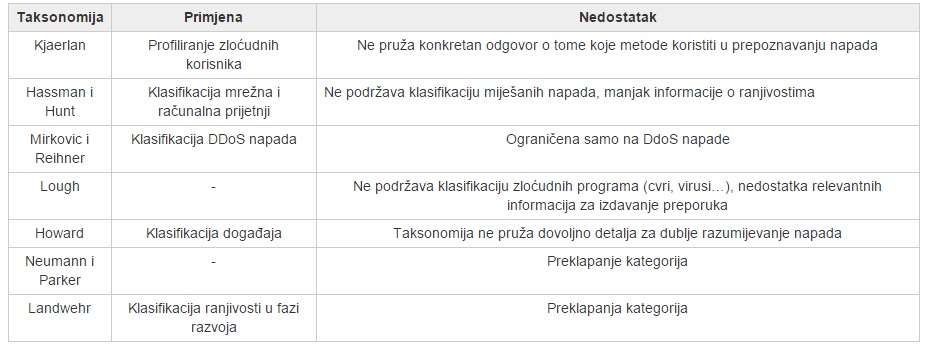 Taksonomija Primjena Nedostatak
Kjaerlan Profiliranje zloćudnih korisnika Ne pruža konkretan odgovor o tome koje metode koristiti u prepoznavanju napada
Hassman i Hunt Klasifikacija mrežna i računalna prijetnji Ne podržava klasifikaciju miješanih napada, manjak informacije o ranjivostima
Mirkovic i Reihner Klasifikacija DDoS napada Ograničena samo na DdoS napade
Lough - Ne podržava klasifikaciju zloćudnih programa (cvri, virusi...), nedostatka relevantnih informacija za izdavanje preporuka
Howard Klasifikacija događaja Taksonomija ne pruža dovoljno detalja za dublje razumijevanje napada
Neumann i Parker - Preklapanje kategorija
Landwehr Klasifikacija ranjivosti u fazi razvoja Preklapanja kategorija